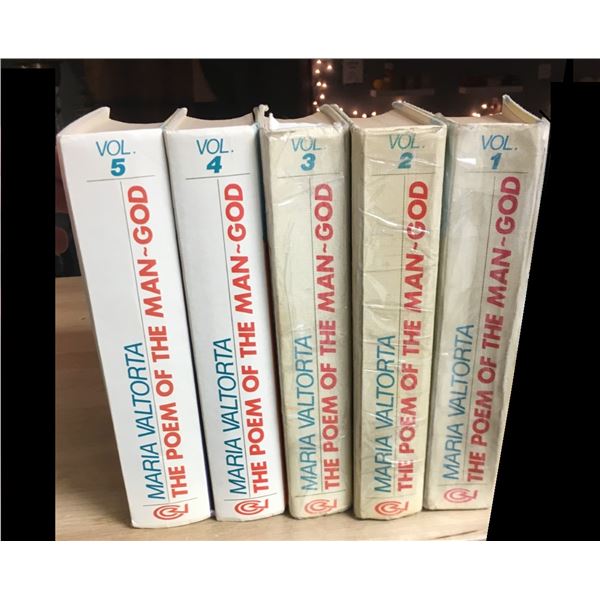 VOL.
5
MARIA VALTORTA
THE POEM OF THE MAN~GOD
VOL.
4
MARIA VALTORTA
THE POEM OF THE MAN~GOD
VOL.
3
MARIA VALTORTA
THE POEM OF THE MAN~GOD
VOL.
2
MARIA VALTORTA
THE POEM OF THE MAN~GOD
VOL.
1
MARIA VALTORTA
THE POEM OF THE MAN~GOD